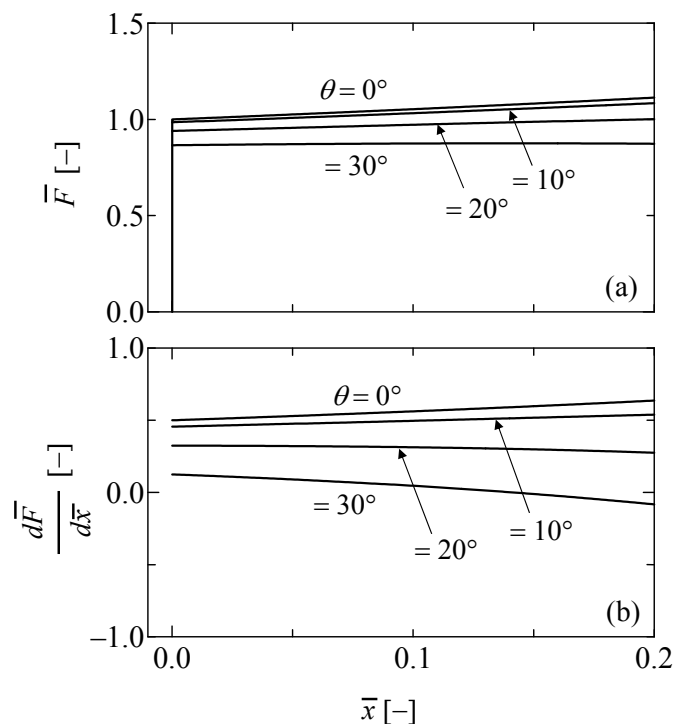 1.5
θ = 0°
1.0
F̅ [–]
= 30°
= 10°
= 20°
0.5
0.0
(a)
1.0
θ = 0°
dF̅/dx̅ [–]
0.0
= 30°
= 10°
= 20°
(b)
–1.0
0.0
0.1
0.2
x̅ [–]